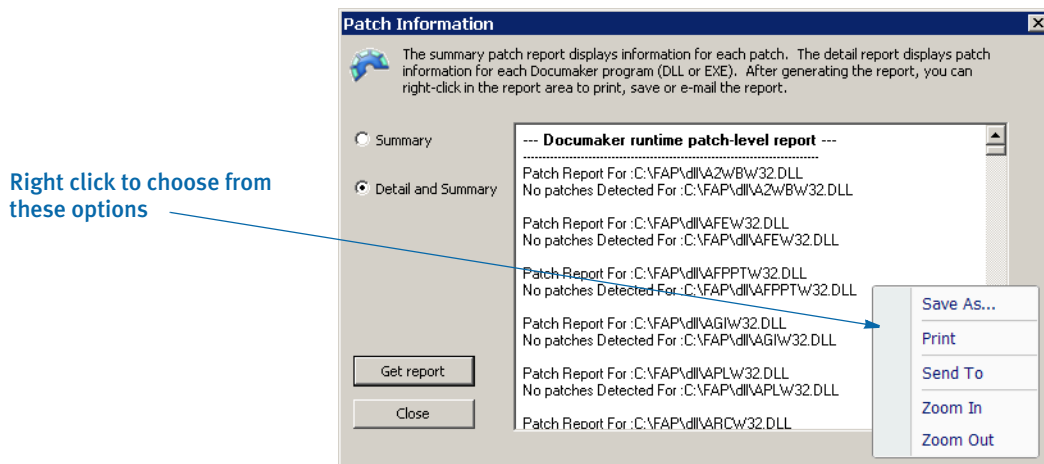 Patch Information
The summary patch report displays information for each patch. The detail report displays patch
information for each Documaker program (DLL or EXE). After generating the report, you can
right-click in the report area to print, save or e-mail the report.
Summary
Detail and Summary
Right click to choose from
these options
--- Documaker runtime patch-level report ---
Patch Report For :C:\FAP\dll\A2WBW32.DLL
No patches Detected For :C:\FAP\dll\A2WBW32.DLL
Patch Report For :C:\FAP\dll\AFEW32.DLL
No patches Detected For :C:\FAP\dll\AFEW32.DLL
Patch Report For :C:\FAP\dll\AFPPTW32.DLL
No patches Detected For :C:\FAP\dll\AFPPTW32.DLL
Patch Report For :C:\FAP\dll\AGIW32.DLL
No patches Detected For :C:\FAP\dll\AGIW32.DLL
Patch Report For :C:\FAP\dll\APLW32.DLL
No patches Detected For :C:\FAP\dll\APLW32.DLL
Patch Report For :C:\FAP\dll\ARCW32.DLL
Save As...
Print
Send To
Zoom In
Zoom Out
Get report
Close